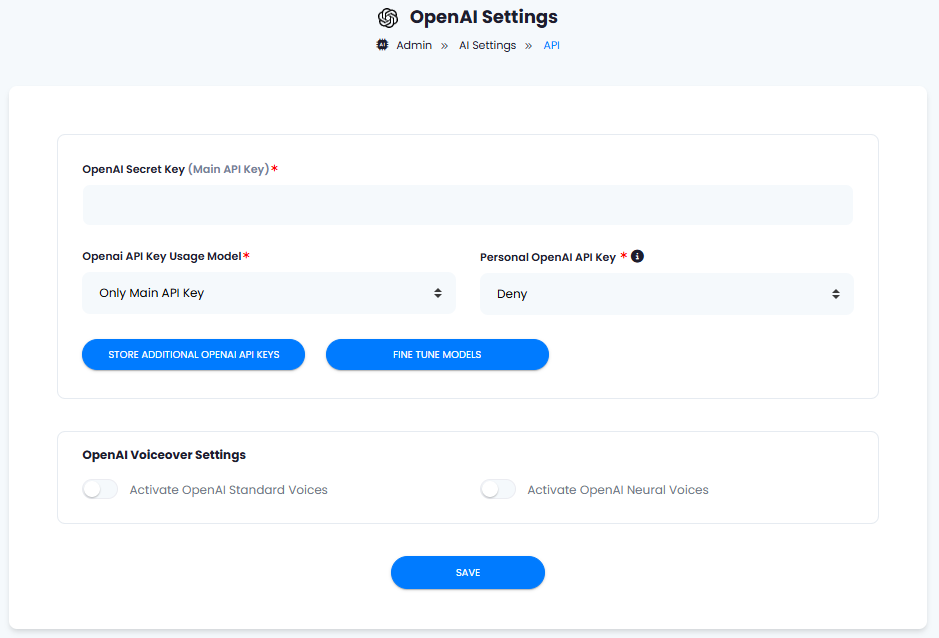 OpenAI Settings
AI Admin » AI Settings » API
OpenAI Secret Key (Main API Key)*
Openai API Key Usage Model*
Personal OpenAI API Key * i
Only Main API Key
Deny
STORE ADDITIONAL OPENAI API KEYS
FINE TUNE MODELS
OpenAI Voiceover Settings
Activate OpenAI Standard Voices
Activate OpenAI Neural Voices
SAVE